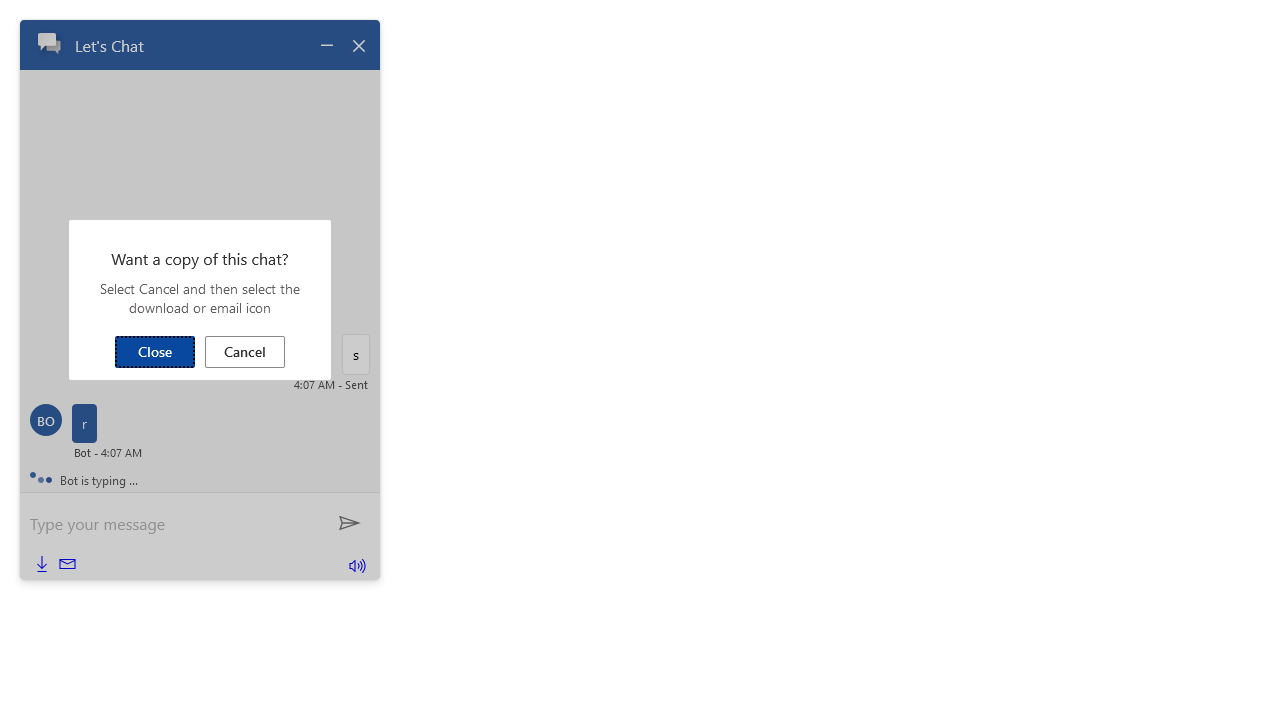 Let's Chat
Want a copy of this chat?
Select Cancel and then select the
download or email icon
Close
Cancel
s
4:07 AM - Sent
BO
r
Bot - 4:07 AM
Bot is typing ...
Type your message